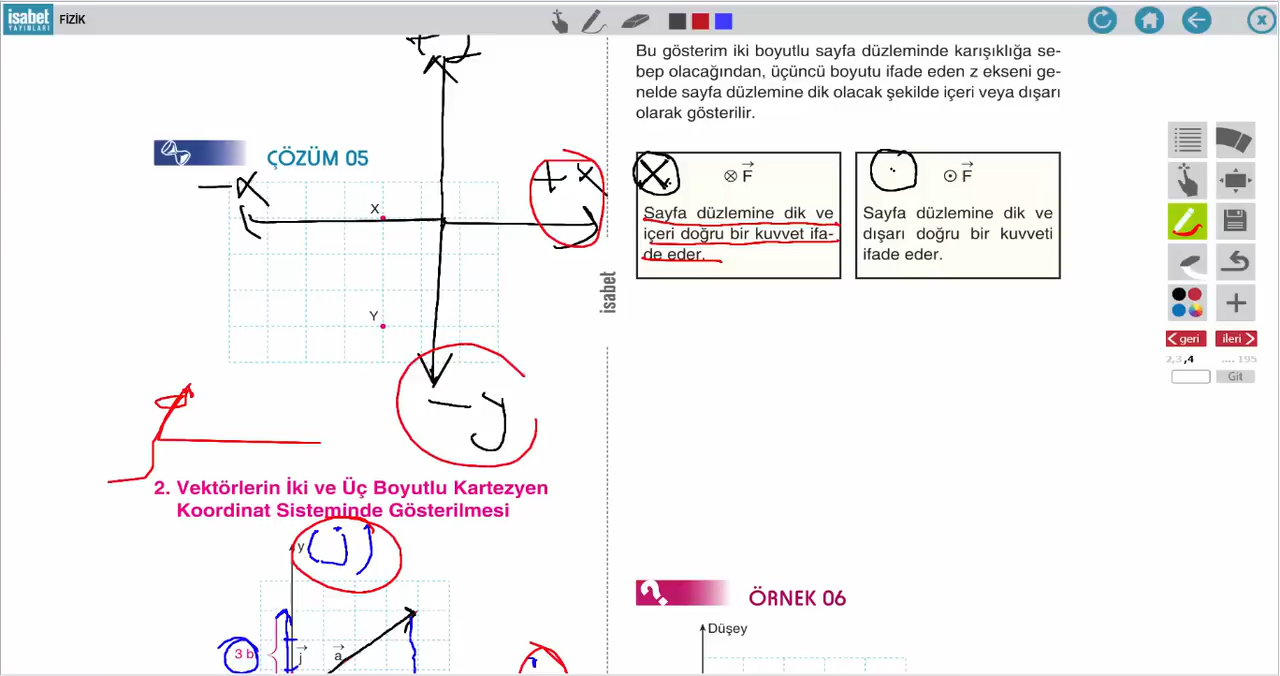 isabet
YAYINLARI
FİZİK
ÇÖZÜM 05
-x
+x
X
Y
-y
2. Vektörlerin İki ve Üç Boyutlu Kartezyen
Koordinat Sisteminde Gösterilmesi
y
3 b
j
a
isabet
Bu gösterim iki boyutlu sayfa düzleminde karışıklığa se-
bep olacağından, üçüncü boyutu ifade eden z ekseni ge-
nelde sayfa düzlemine dik olacak şekilde içeri veya dışarı
olarak gösterilir.
⊗ F
Sayfa düzlemine dik ve
içeri doğru bir kuvvet ifa-
de eder.
⊙ F
Sayfa düzlemine dik ve
dışarı doğru bir kuvveti
ifade eder.
ÖRNEK 06
Düşey
geri
ileri
2,3,4 .... 195
Git